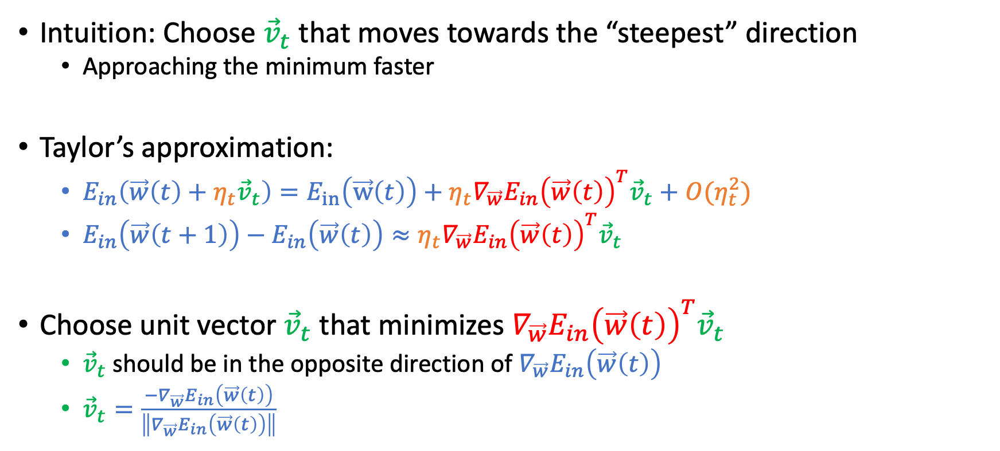 • Intuition: Choose v⃗ₜ that moves towards the “steepest” direction
• Approaching the minimum faster
• Taylor’s approximation:
• $E_{in}(\vec{w}(t) + \eta_t \vec{v}_t) = E_{\mathrm{in}}(\vec{\mathrm{w}}(t)) + \eta_t \nabla_{\vec{w}} E_{in}(\vec{w}(t))^T \vec{v}_t + O(\eta_t^2)$
• $E_{in}(\vec{w}(t + 1)) - E_{in}(\vec{w}(t)) \approx \eta_t \nabla_{\vec{w}} E_{in}(\vec{w}(t))^T \vec{v}_t$
• Choose unit vector $\vec{v}_t$ that minimizes $\nabla_{\vec{w}} E_{in}(\vec{w}(t))^T \vec{v}_t$
• $\vec{v}_t$ should be in the opposite direction of $\nabla_{\vec{w}} E_{in}(\vec{w}(t))$
• $\vec{v}_t = \frac{-\nabla_{\vec{w}} E_{in}(\vec{w}(t))}{\|\nabla_{\vec{w}} E_{in}(\vec{w}(t))\|}$